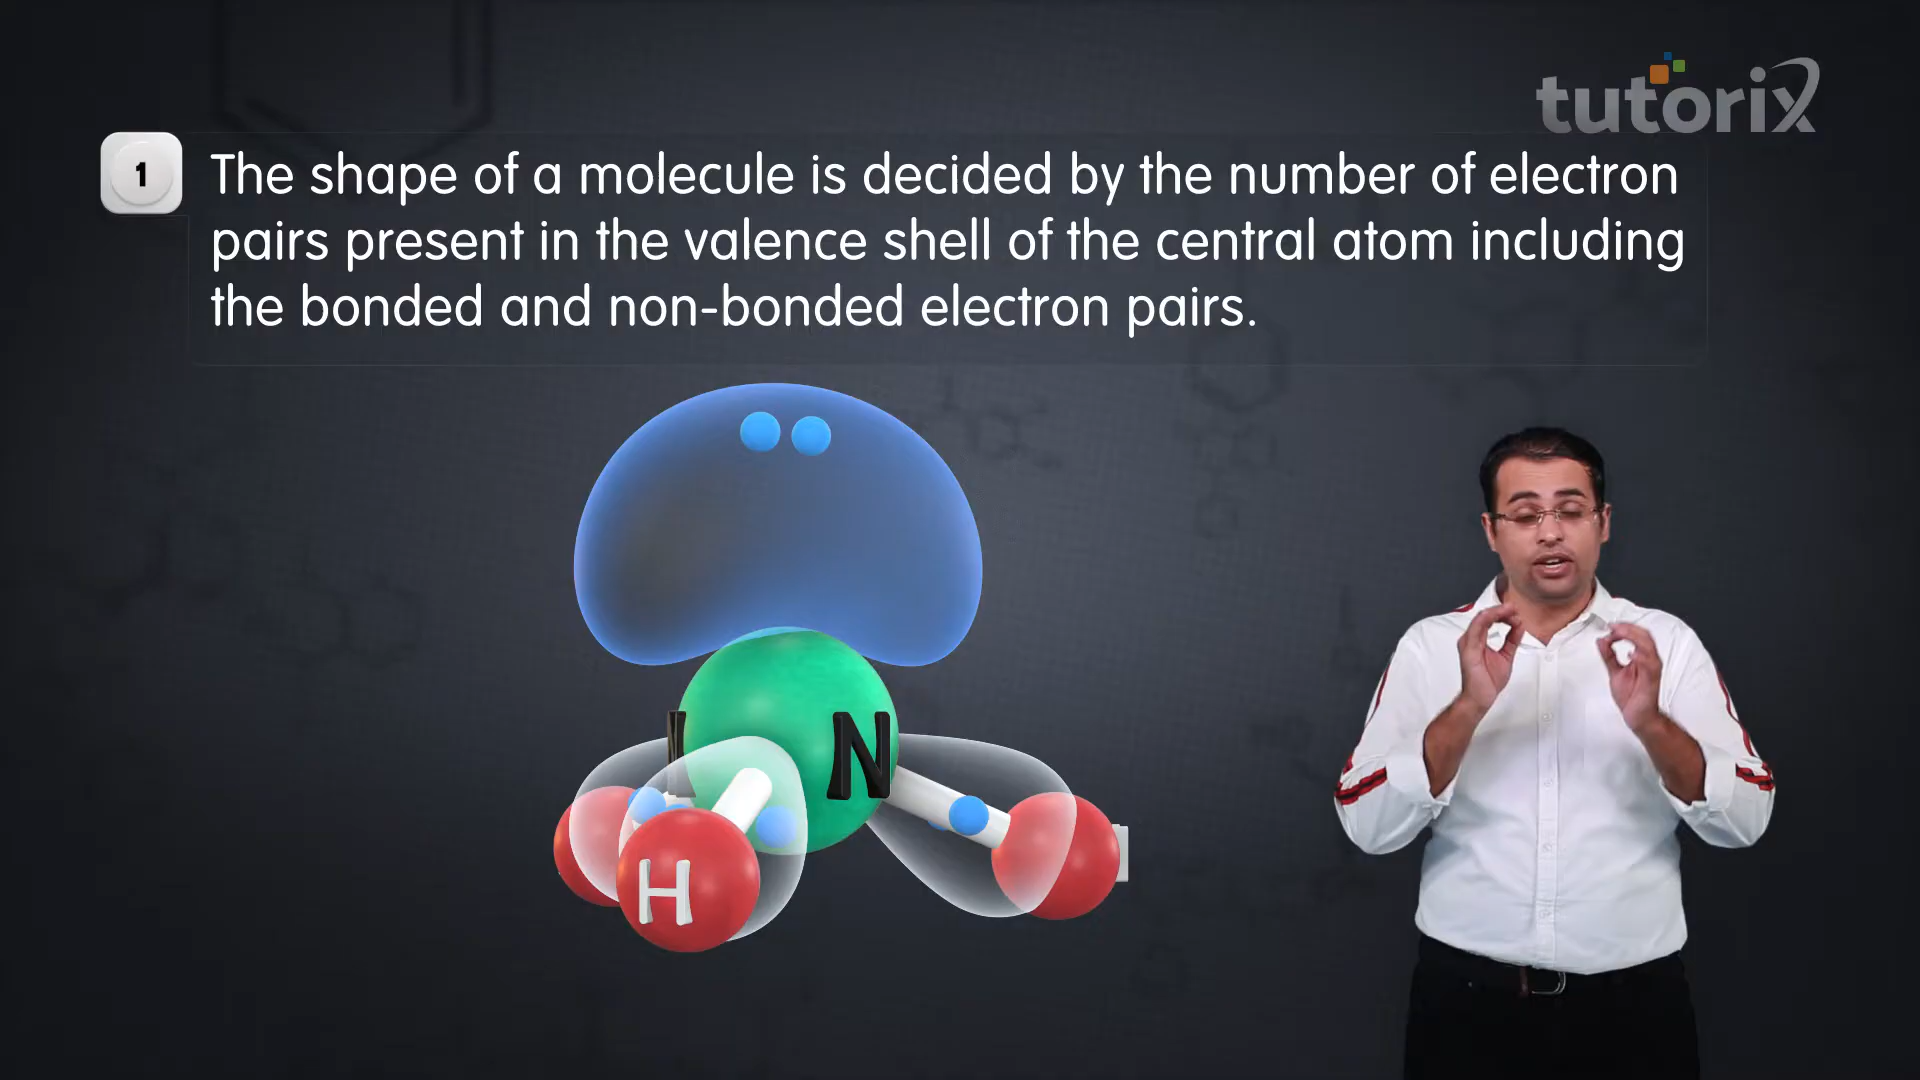 tutorix
1
The shape of a molecule is decided by the number of electron
pairs present in the valence shell of the central atom including
the bonded and non-bonded electron pairs.
N
H